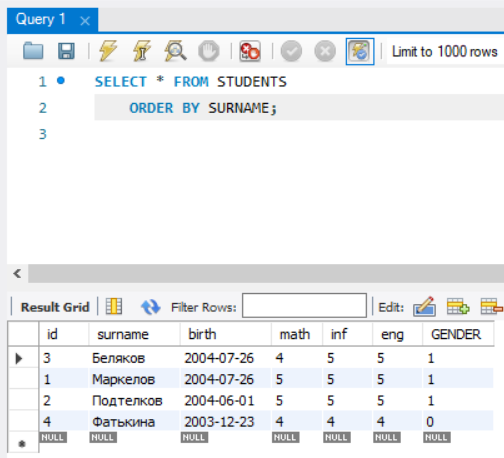 Query 1
Limit to 1000 rows
1 SELECT * FROM STUDENTS
2 ORDER BY SURNAME;
3
Result Grid Filter Rows: Edit:
id surname birth math inf eng GENDER
3 Беляков 2004-07-26 4 5 5 1
1 Маркелов 2004-07-26 5 5 5 1
2 Подтелков 2004-06-01 5 5 5 1
4 Фатькина 2003-12-23 4 4 4 0
NULL NULL NULL NULL NULL NULL NULL